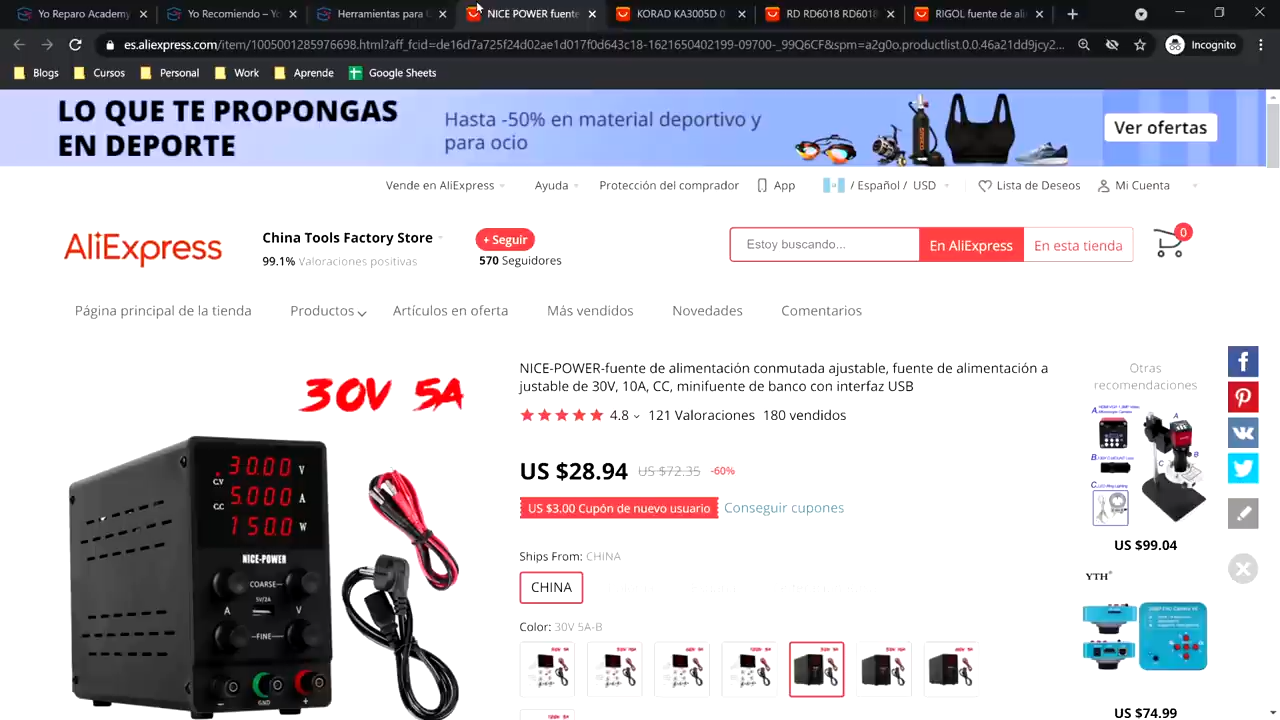 Yo Reparo Academy
Yo Recomiendo – Yo
Herramientas para
NICE POWER fuente
KORAD KA3005D 0
RD RD6018 RD6018
RIGOL fuente de ali
es.aliexpress.com/item/1005001285976698.html?aff_fcid=de16d7a725f24d02ae1d017f0d643c18-1621650402199-09700-_99Q6CF&spm=a2g0o.productlist.0.0.46a21dd9jcy2...
Incognito
Blogs
Cursos
Personal
Work
Aprende
Google Sheets
LO QUE TE PROPONGAS
EN DEPORTE
Hasta -50% en material deportivo y
para ocio
Ver ofertas
Vende en AliExpress
Ayuda
Protección del comprador
App
/ Español / USD
Lista de Deseos
Mi Cuenta
AliExpress
China Tools Factory Store
99.1% Valoraciones positivas
+ Seguir
570 Seguidores
Estoy buscando...
En AliExpress
En esta tienda
0
Página principal de la tienda
Productos
Artículos en oferta
Más vendidos
Novedades
Comentarios
30V 5A
30.00 V
C.V
5.000 A
C.C
150.0 W
NICE-POWER
COARSE
5V/2A
A
V
FINE
−
GND
+
NICE-POWER-fuente de alimentación conmutada ajustable, fuente de alimentación a
justable de 30V, 10A, CC, minifuente de banco con interfaz USB
4.8
121 Valoraciones
180 vendidos
US $28.94
US $72.35
-60%
US $3.00 Cupón de nuevo usuario
Conseguir cupones
Ships From: CHINA
CHINA
Color: 30V 5A-B
Otras
recomendaciones
A
B
C
US $99.04
YTH
US $74.99